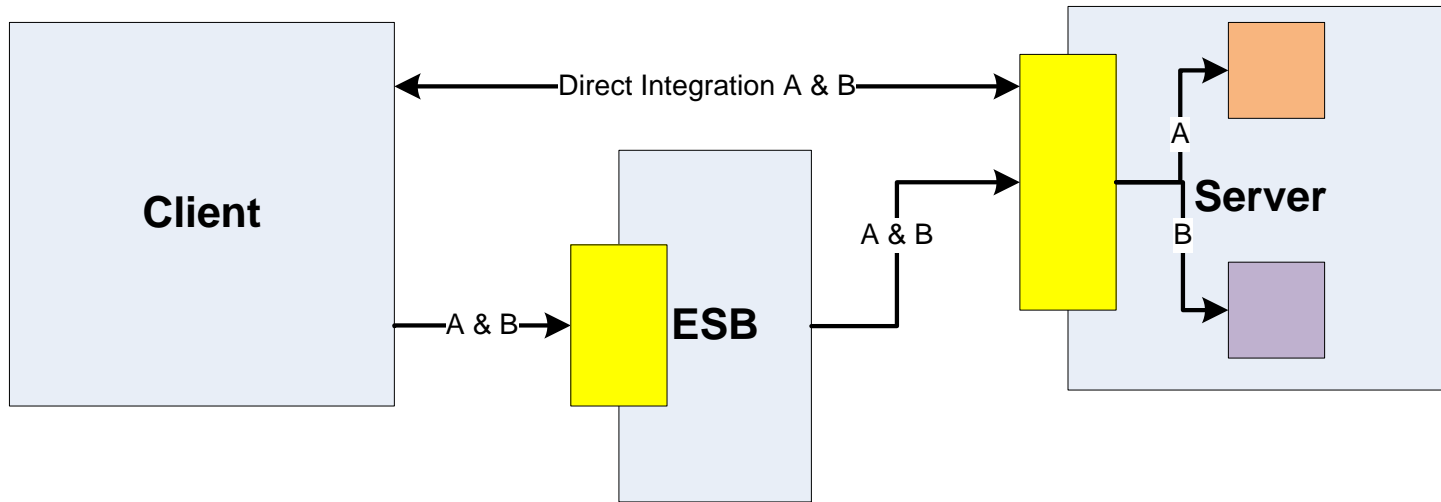 Direct Integration A & B
A
Client
Server
A & B
B
A & B
ESB